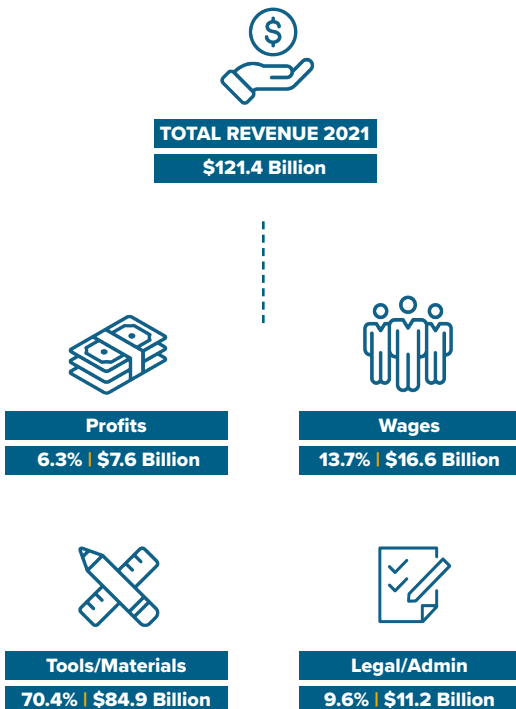 $
TOTAL REVENUE 2021
$121.4 Billion
Profits
6.3% | $7.6 Billion
Wages
13.7% | $16.6 Billion
Tools/Materials
70.4% | $84.9 Billion
Legal/Admin
9.6% | $11.2 Billion